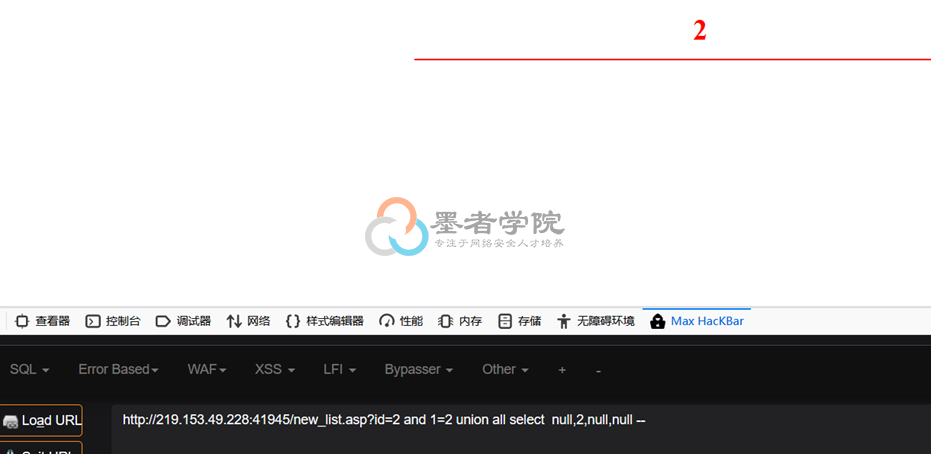 2
墨者学院
专注于网络安全人才培养
查看器 控制台 调试器 网络 样式编辑器 性能 内存 存储 无障碍环境 Max HacKBar
SQL Error Based WAF XSS LFI Bypasser Other + -
Load URL http://219.153.49.228:41945/new_list.asp?id=2 and 1=2 union all select  null,2,null,null --